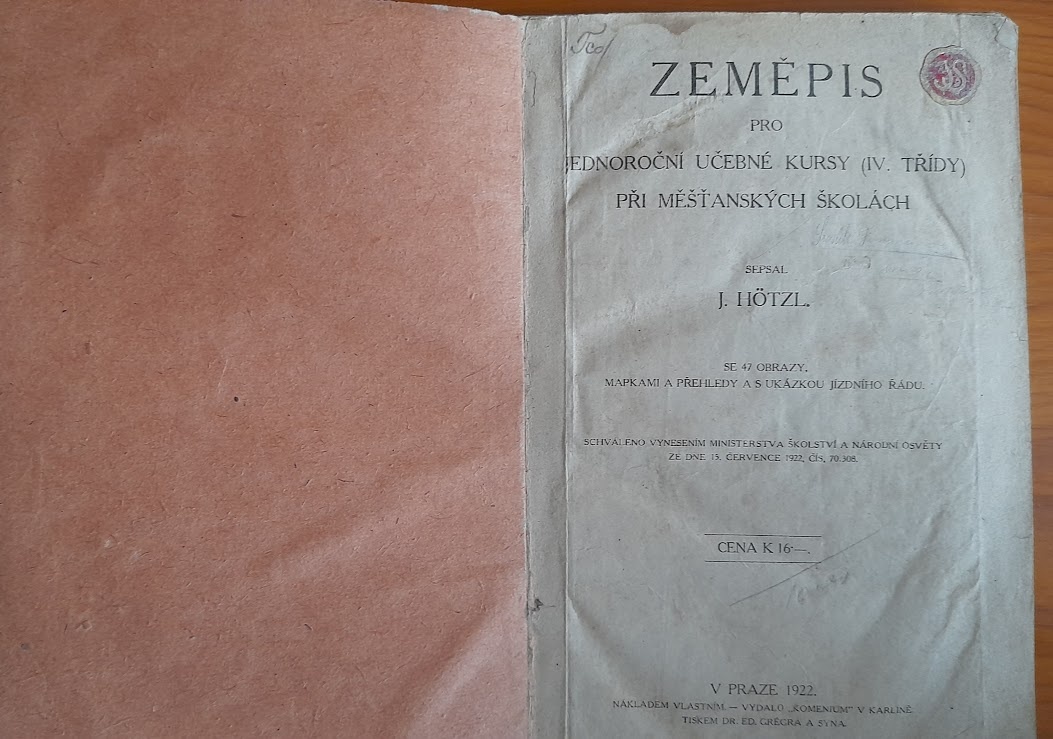 ZEMĚPIS
PRO
JEDNOROČNÍ UČEBNÉ KURSY (IV. TŘÍDY)
PŘI MĚŠŤANSKÝCH ŠKOLÁCH
SEPSAL
J. HÖTZL.
SE 47 OBRAZY,
MAPKAMI A PŘEHLEDY A S UKÁZKOU JÍZDNÍHO ŘÁDU.
SCHVÁLENO VYNESENÍM MINISTERSTVA ŠKOLSTVÍ A NÁRODNÍ OSVĚTY
ZE DNE 15. ČERVENCE 1922, ČÍS. 70.308.
CENA K 16·—.
V PRAZE 1922.
NÁKLADEM VLASTNÍM. — VYDALO „KOMENIUM“ V KARLÍNĚ.
TISKEM DR. ED. GRÉGRA A SYNA.